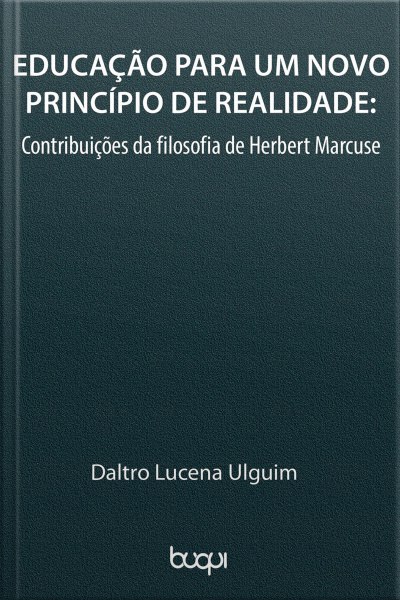 EDUCAÇÃO PARA UM NOVO
PRINCÍPIO DE REALIDADE:
Contribuições da filosofia de Herbert Marcuse
Daltro Lucena Ulguim
buqui